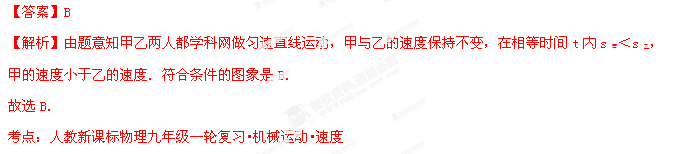 【答案】B
【解析】由题意知甲乙两人都学科网做匀速直线运动，甲与乙的速度保持不变，在相等时间 t 内 s甲＜s乙，
甲的速度小于乙的速度．符合条件的图象是 B．
故选 B．
考点：人教新课标物理九年级一轮复习•机械运动•速度